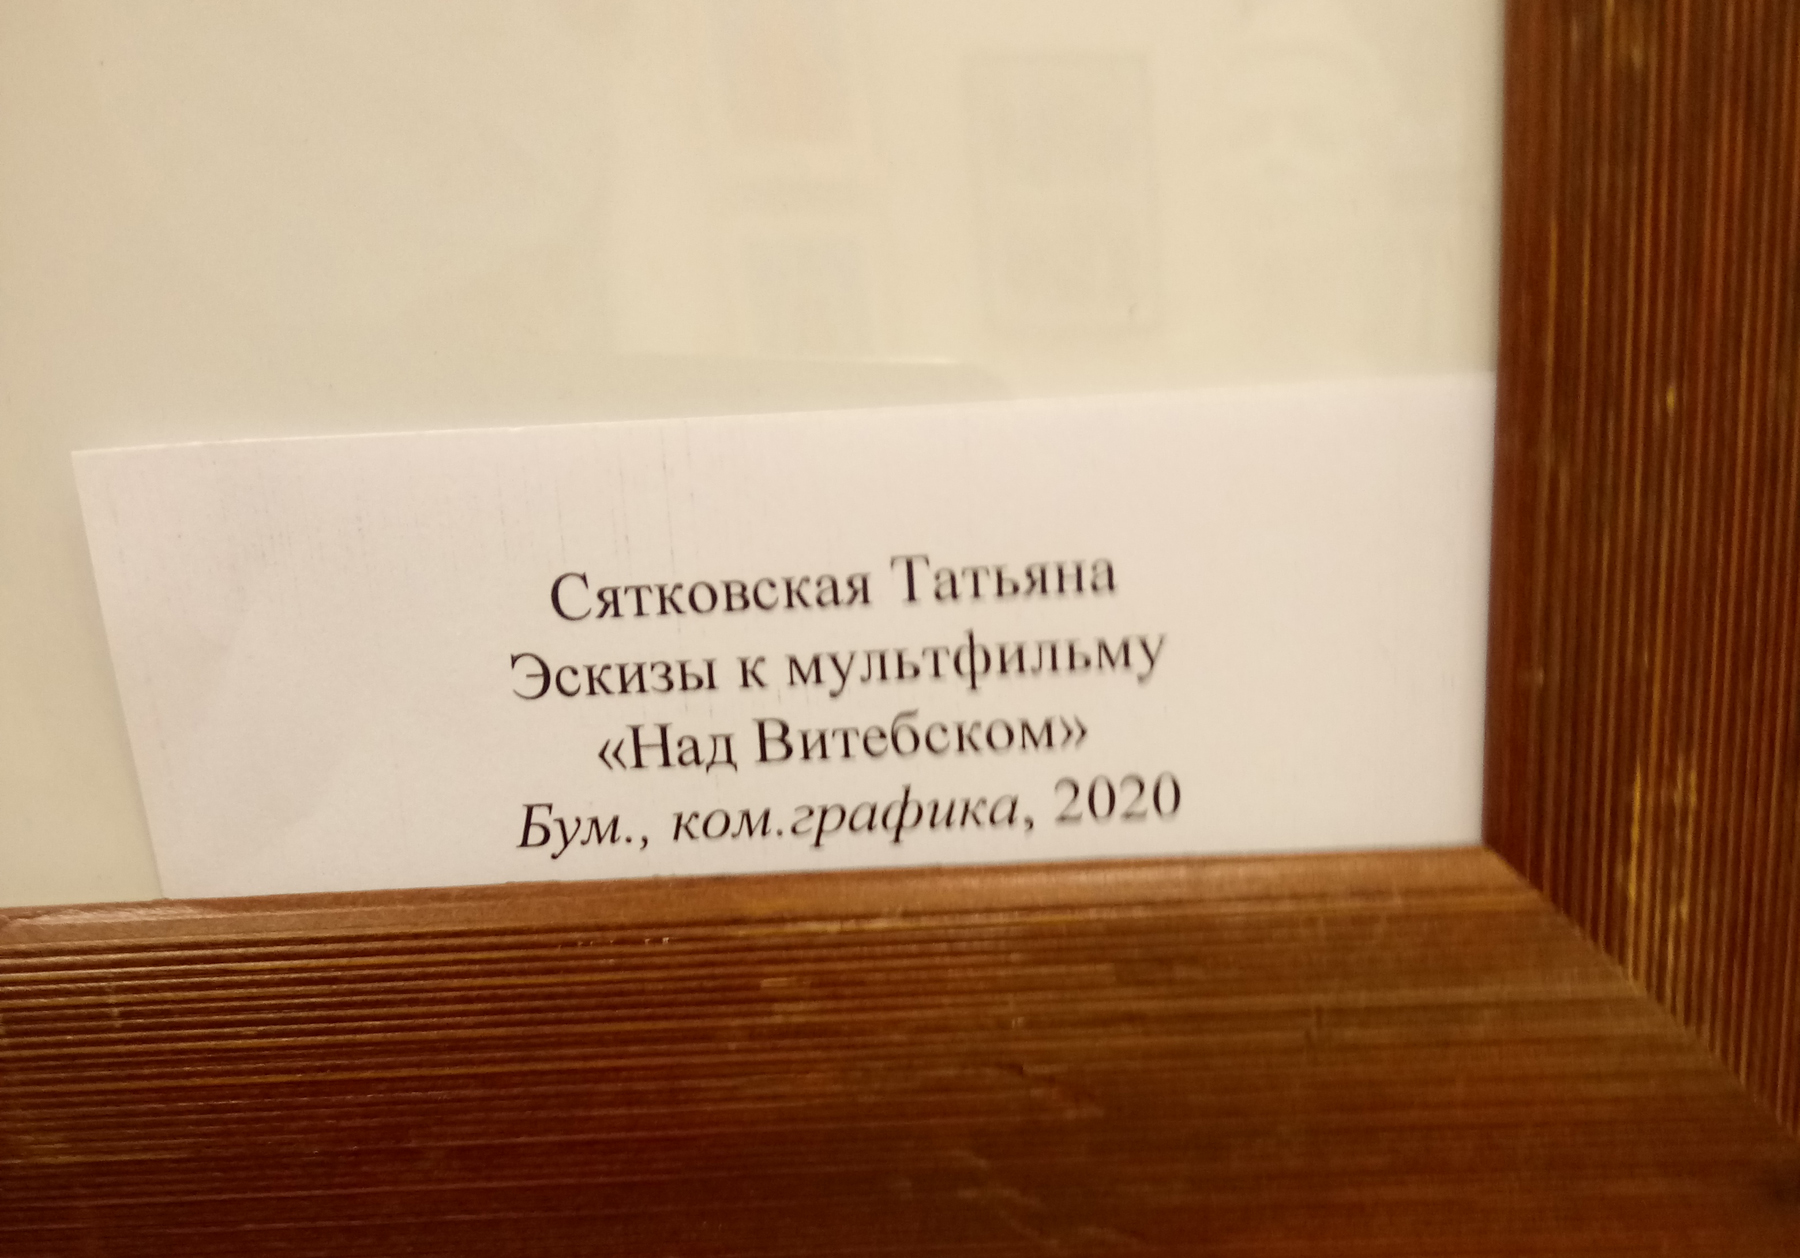 Сятковская Татьяна
Эскизы к мультфильму
«Над Витебском»
Бум., ком.графика, 2020